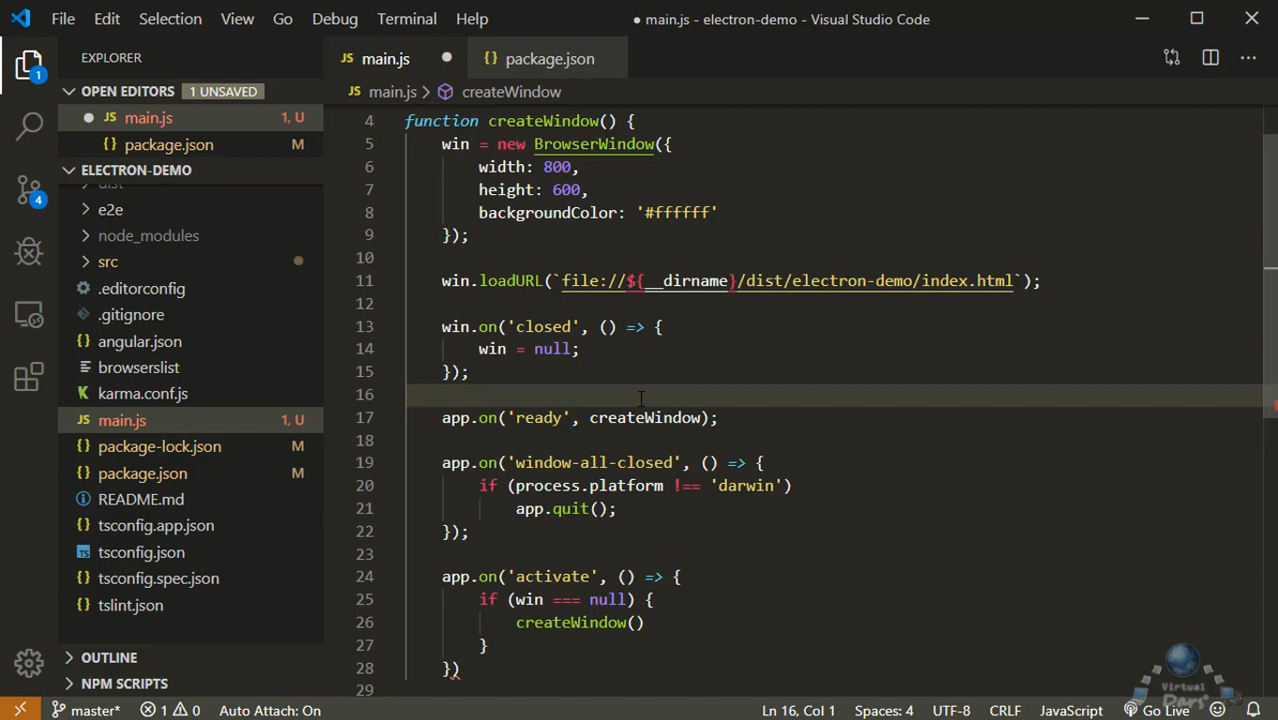 File Edit Selection View Go Debug Terminal Help ● main.js - electron-demo - Visual Studio Code
EXPLORER
JS main.js
{} package.json
OPEN EDITORS 1 UNSAVED
JS main.js 1, U
{} package.json M
ELECTRON-DEMO
dist
e2e
node_modules
src
.editorconfig
.gitignore
angular.json
browserslist
karma.conf.js
JS main.js 1, U
{} package-lock.json M
{} package.json M
README.md
{} tsconfig.app.json
tsconfig.json
{} tsconfig.spec.json
{} tslint.json
OUTLINE
NPM SCRIPTS
1
4
JS main.js > createWindow
4 function createWindow() {
5 win = new BrowserWindow({
6 width: 800,
7 height: 600,
8 backgroundColor: '#ffffff'
9 });
10
11 win.loadURL(`file://${__dirname}/dist/electron-demo/index.html`);
12
13 win.on('closed', () => {
14 win = null;
15 });
16
17 app.on('ready', createWindow);
18
19 app.on('window-all-closed', () => {
20 if (process.platform !== 'darwin')
21 app.quit();
22 });
23
24 app.on('activate', () => {
25 if (win === null) {
26 createWindow()
27 }
28 })
29
Virtual
Pars
master* 1 0 Auto Attach: On Ln 16, Col 1 Spaces: 4 UTF-8 CRLF JavaScript Go Live